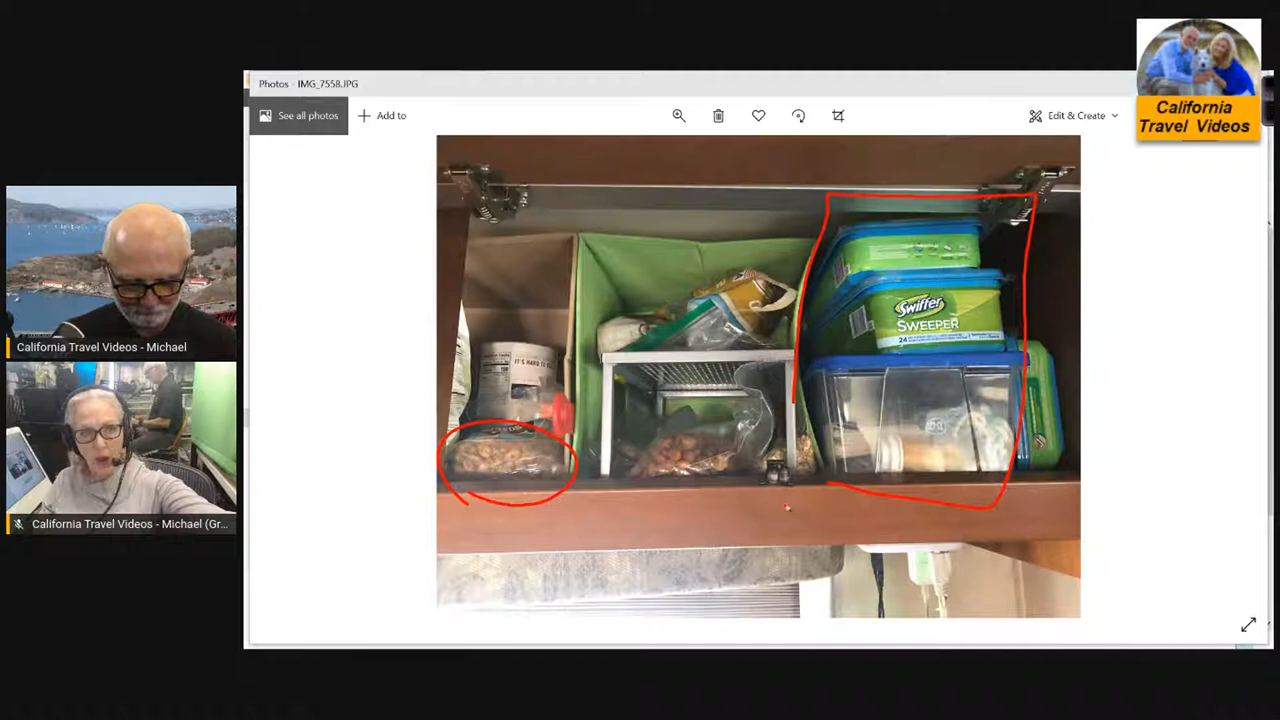 Photos - IMG_7558.JPG
See all photos
Add to
Edit & Create
California
Travel Videos
IT'S HARD TO
Swiffer
SWEEPER
24
California Travel Videos - Michael
California Travel Videos - Michael (Gr...